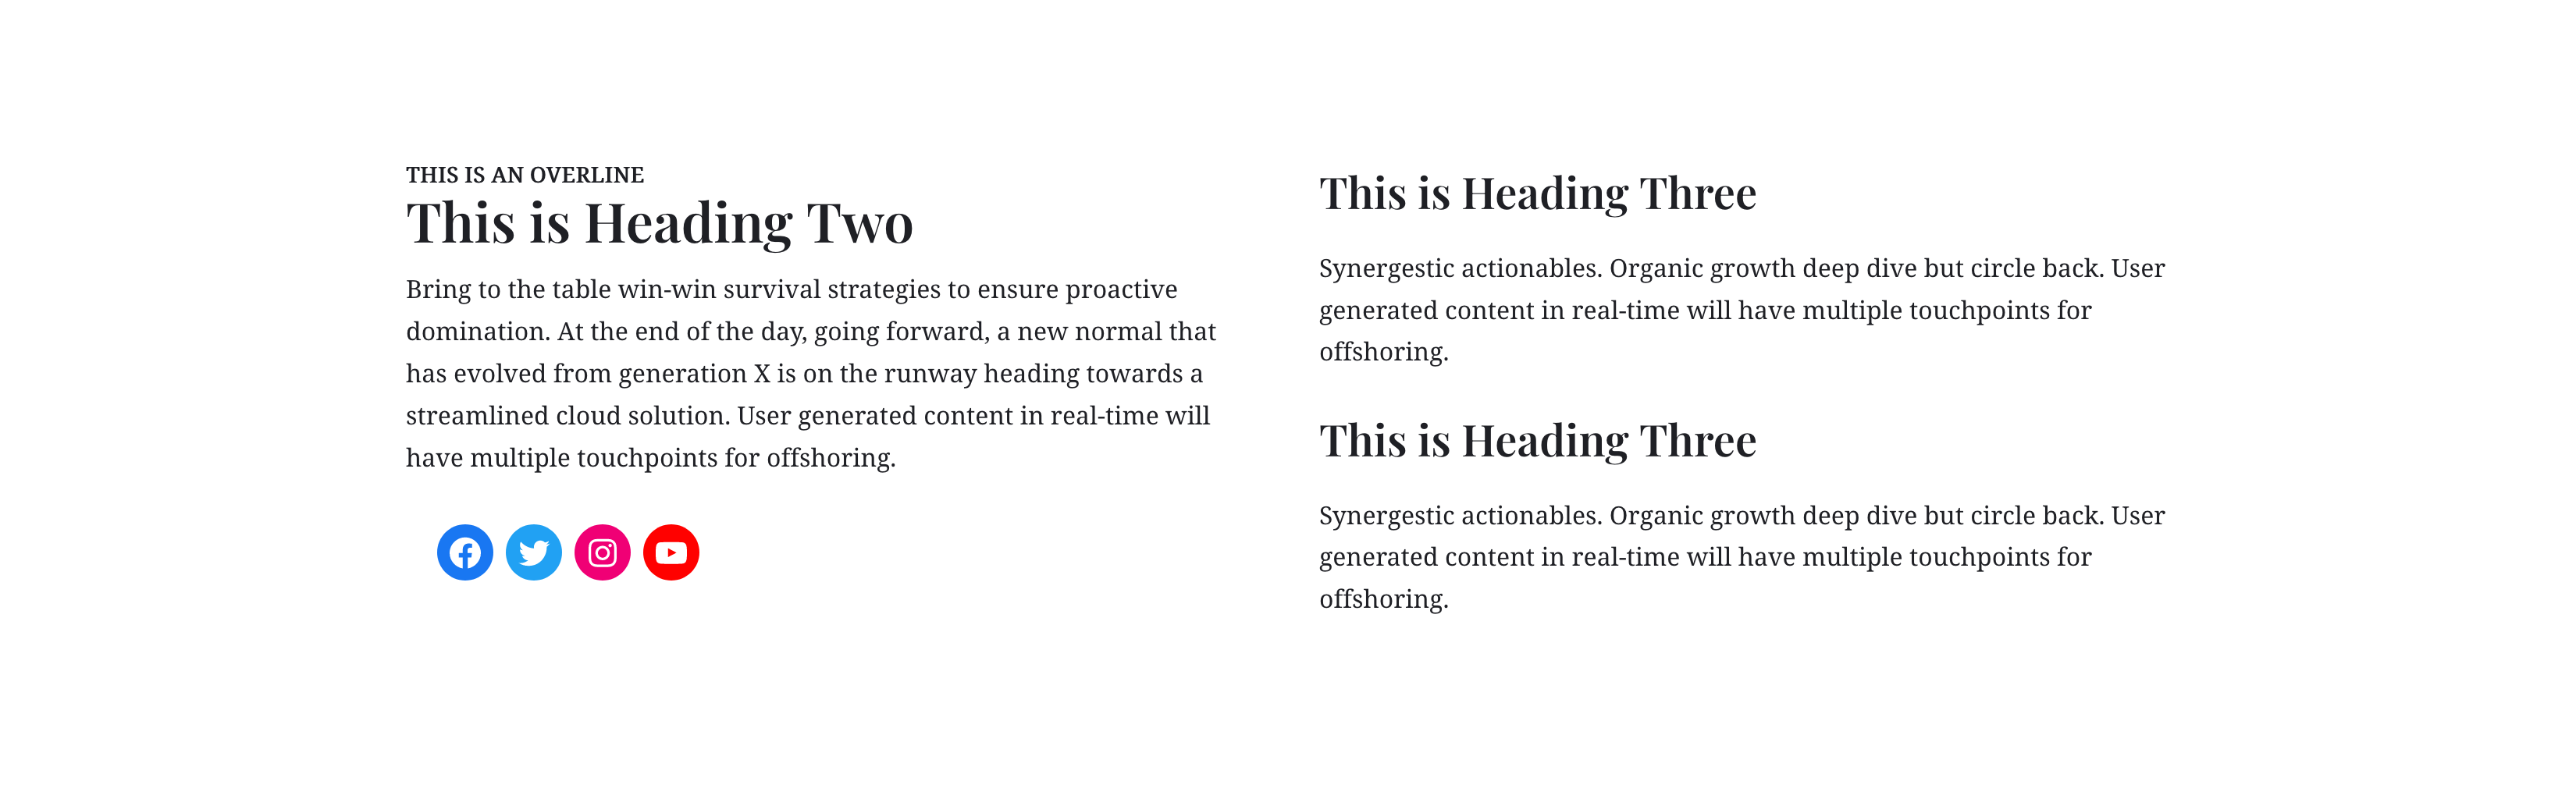 THIS IS AN OVERLINE
This is Heading Two
Bring to the table win-win survival strategies to ensure proactive
domination. At the end of the day, going forward, a new normal that
has evolved from generation X is on the runway heading towards a
streamlined cloud solution. User generated content in real-time will
have multiple touchpoints for offshoring.
This is Heading Three
Synergestic actionables. Organic growth deep dive but circle back. User
generated content in real-time will have multiple touchpoints for
offshoring.
This is Heading Three
Synergestic actionables. Organic growth deep dive but circle back. User
generated content in real-time will have multiple touchpoints for
offshoring.